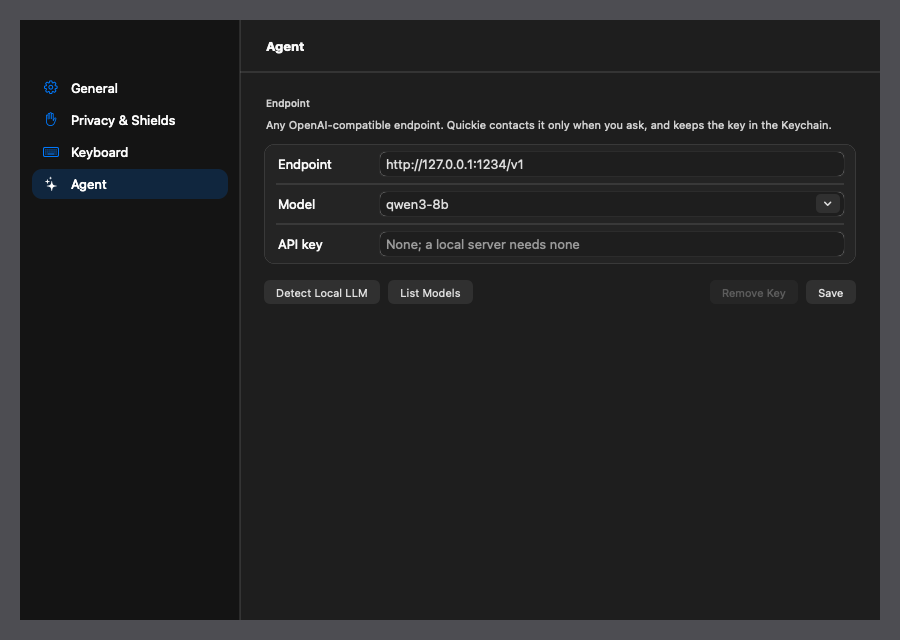 General
Privacy & Shields
Keyboard
Agent
Agent
Endpoint
Any OpenAI-compatible endpoint. Quickie contacts it only when you ask, and keeps the key in the Keychain.
Endpoint http://127.0.0.1:1234/v1
Model qwen3-8b
API key None; a local server needs none
Detect Local LLM List Models Remove Key Save